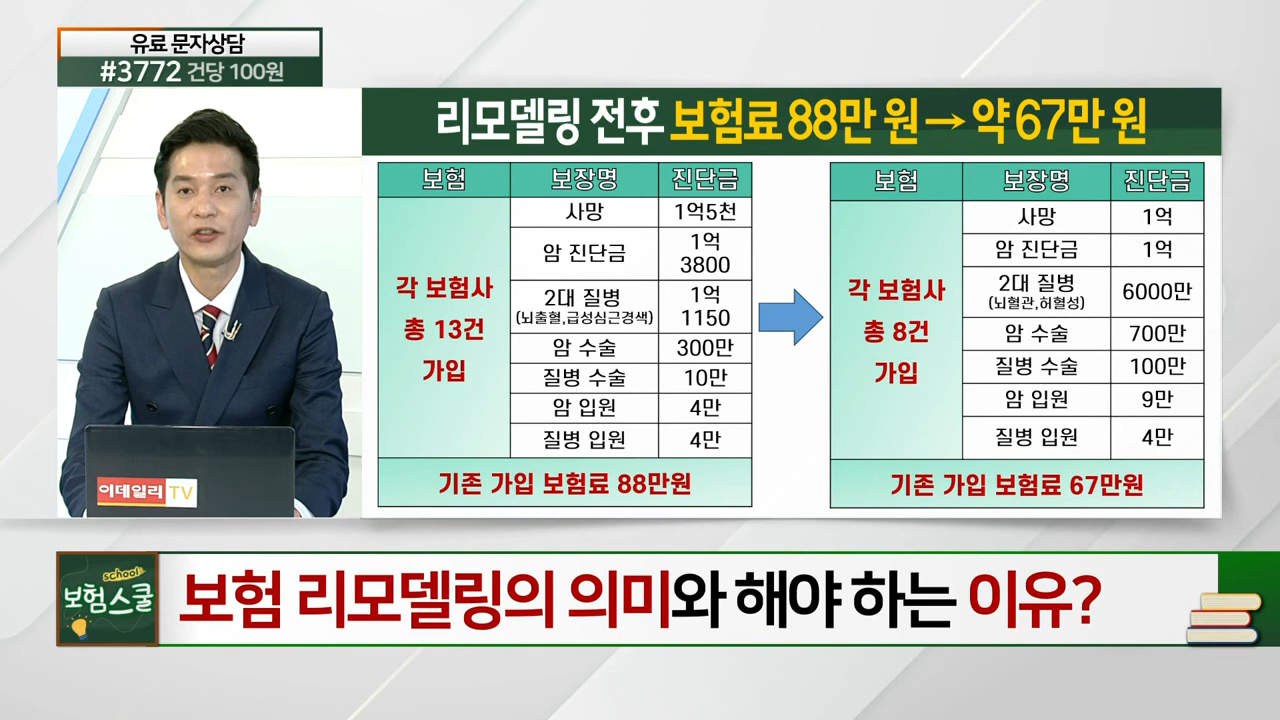 유료 문자상담
#3772 건당 100원
리모델링 전후 보험료 88만 원 → 약 67만 원
보험 보장명 진단금
각 보험사
총 13건
가입
사망 1억5천
암 진단금 1억
3800
2대 질병
(뇌출혈,급성심근경색)
1억
1150
암 수술 300만
질병 수술 10만
암 입원 4만
질병 입원 4만
기존 가입 보험료 88만원
보험 보장명 진단금
각 보험사
총 8건
가입
사망 1억
암 진단금 1억
2대 질병
(뇌혈관,허혈성)
6000만
암 수술 700만
질병 수술 100만
암 입원 9만
질병 입원 4만
기존 가입 보험료 67만원
이데일리 TV
school
보험스쿨
보험 리모델링의 의미와 해야 하는 이유?